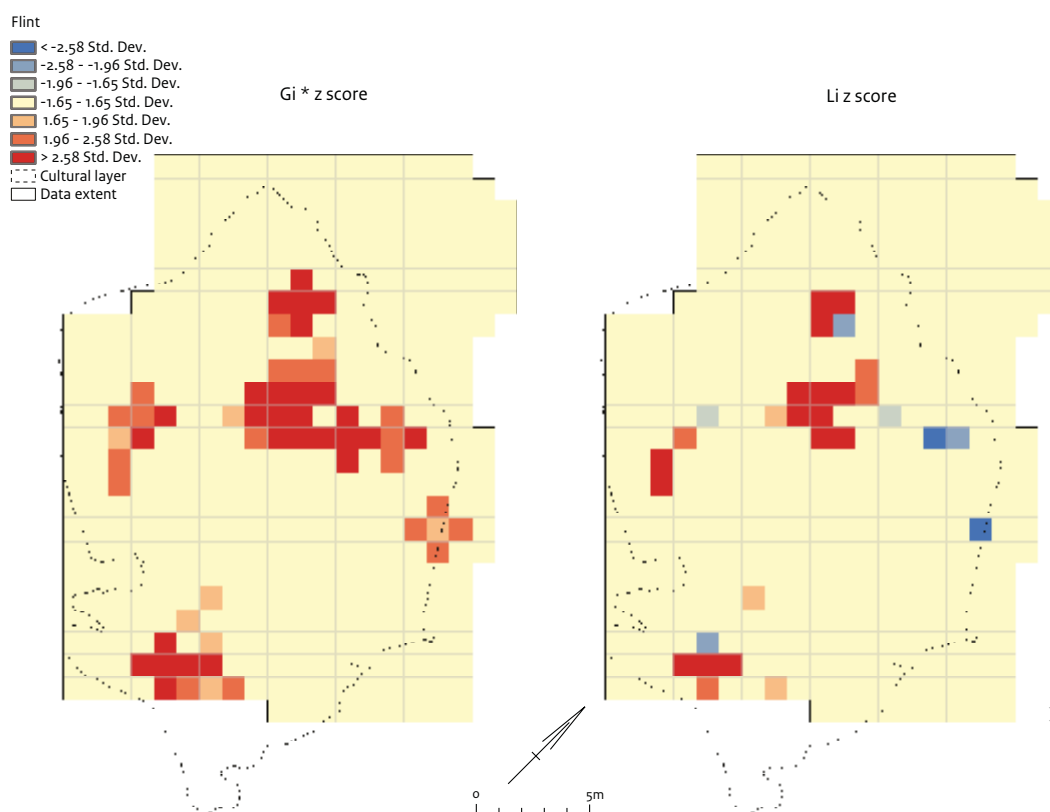 Flint
< -2.58 Std. Dev.
-2.58 - -1.96 Std. Dev.
-1.96 - -1.65 Std. Dev.
-1.65 - 1.65 Std. Dev.
1.65 - 1.96 Std. Dev.
1.96 - 2.58 Std. Dev.
> 2.58 Std. Dev.
Cultural layer
Data extent
Gi * z score
Li z score
0 5m